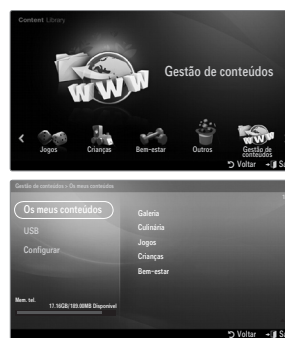 Content Library
Gestão de conteúdos
WWW
Jogos
Crianças
Bem-estar
Outros
Gestão de
conteúdos
Voltar
Gestão de conteúdos > Os meus conteúdos
Os meus conteúdos
USB
Configurar
Galeria
Culinária
Jogos
Crianças
Bem-estar
Mem. tel.
17.16GB/189.00MB Disponível
Voltar